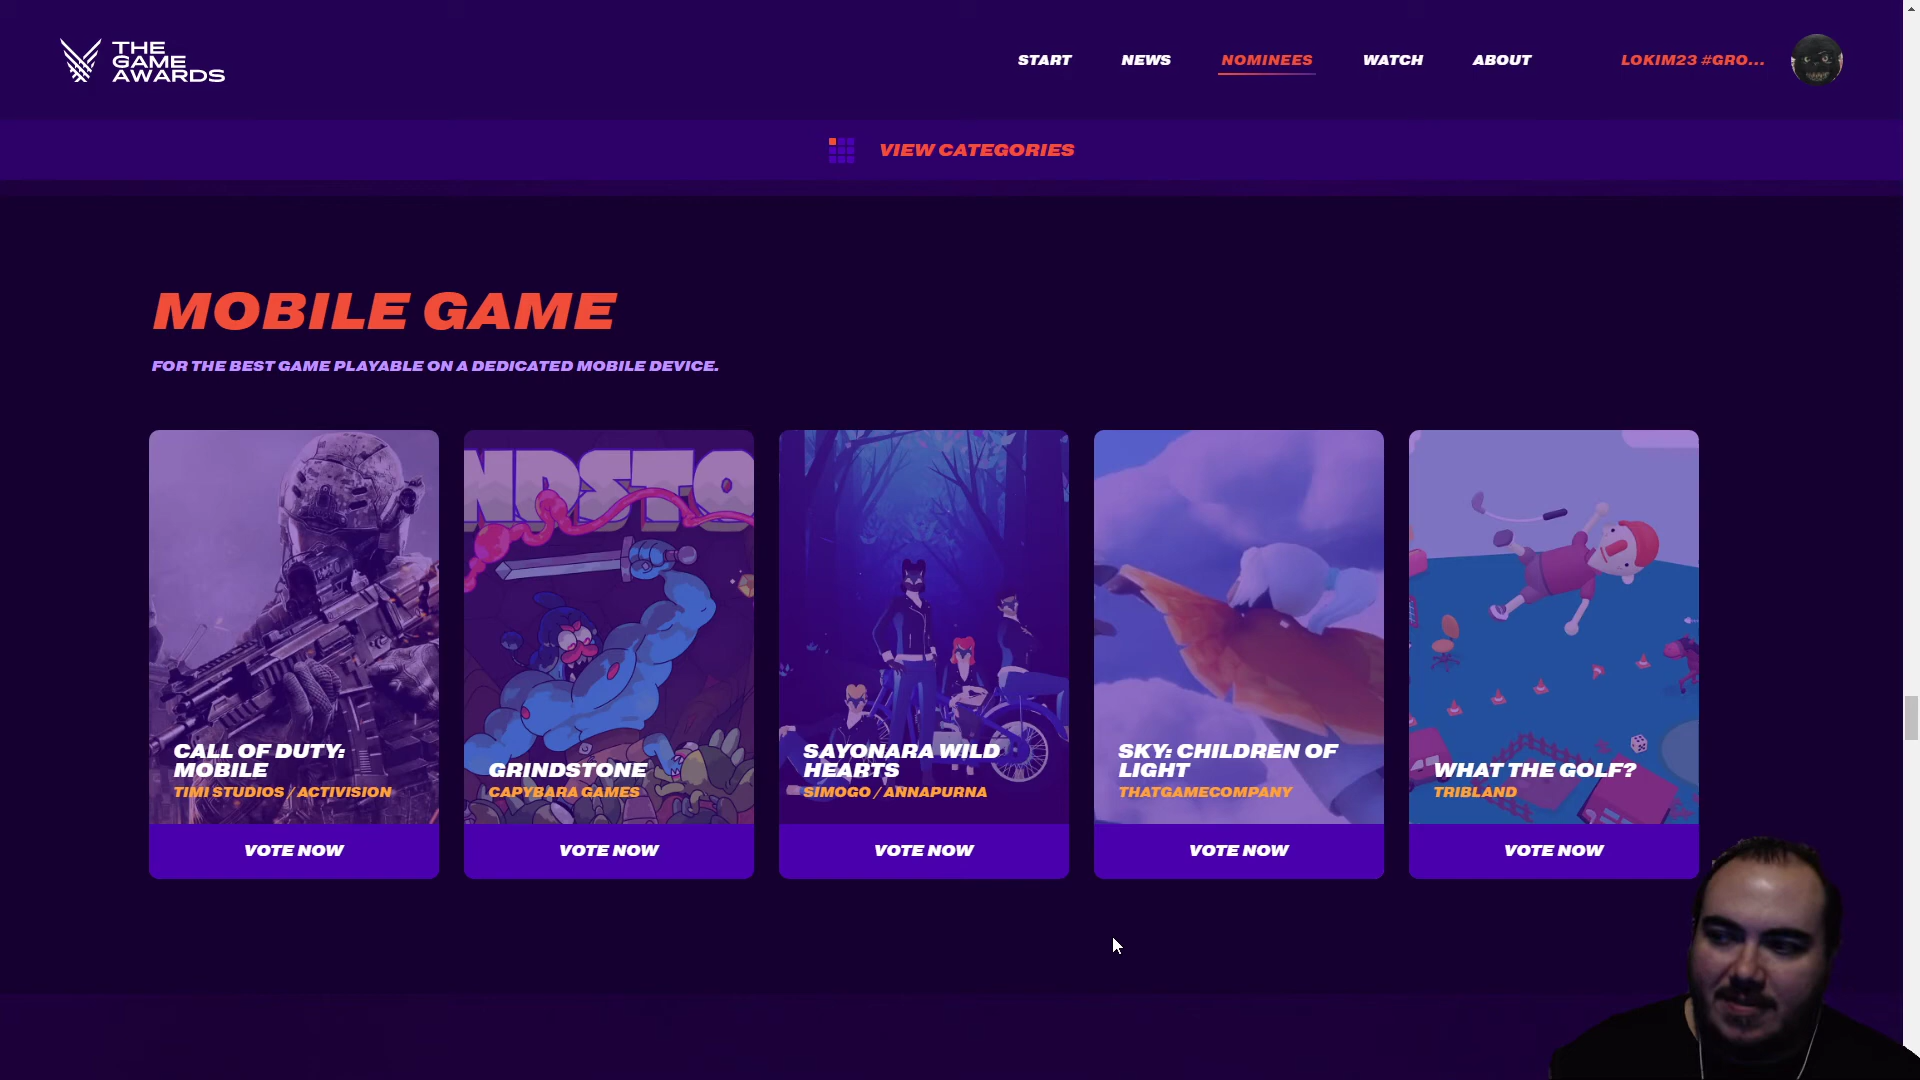 THE
GAME
AWARDS
START
NEWS
NOMINEES
WATCH
ABOUT
LOKIM23 #GRO...
VIEW CATEGORIES
MOBILE GAME
FOR THE BEST GAME PLAYABLE ON A DEDICATED MOBILE DEVICE.
NDSTO
CALL OF DUTY:
MOBILE
TIMI STUDIOS / ACTIVISION
VOTE NOW
GRINDSTONE
CAPYBARA GAMES
VOTE NOW
SAYONARA WILD
HEARTS
SIMOGO / ANNAPURNA
VOTE NOW
SKY: CHILDREN OF
LIGHT
THATGAMECOMPANY
VOTE NOW
WHAT THE GOLF?
TRIBLAND
VOTE NOW